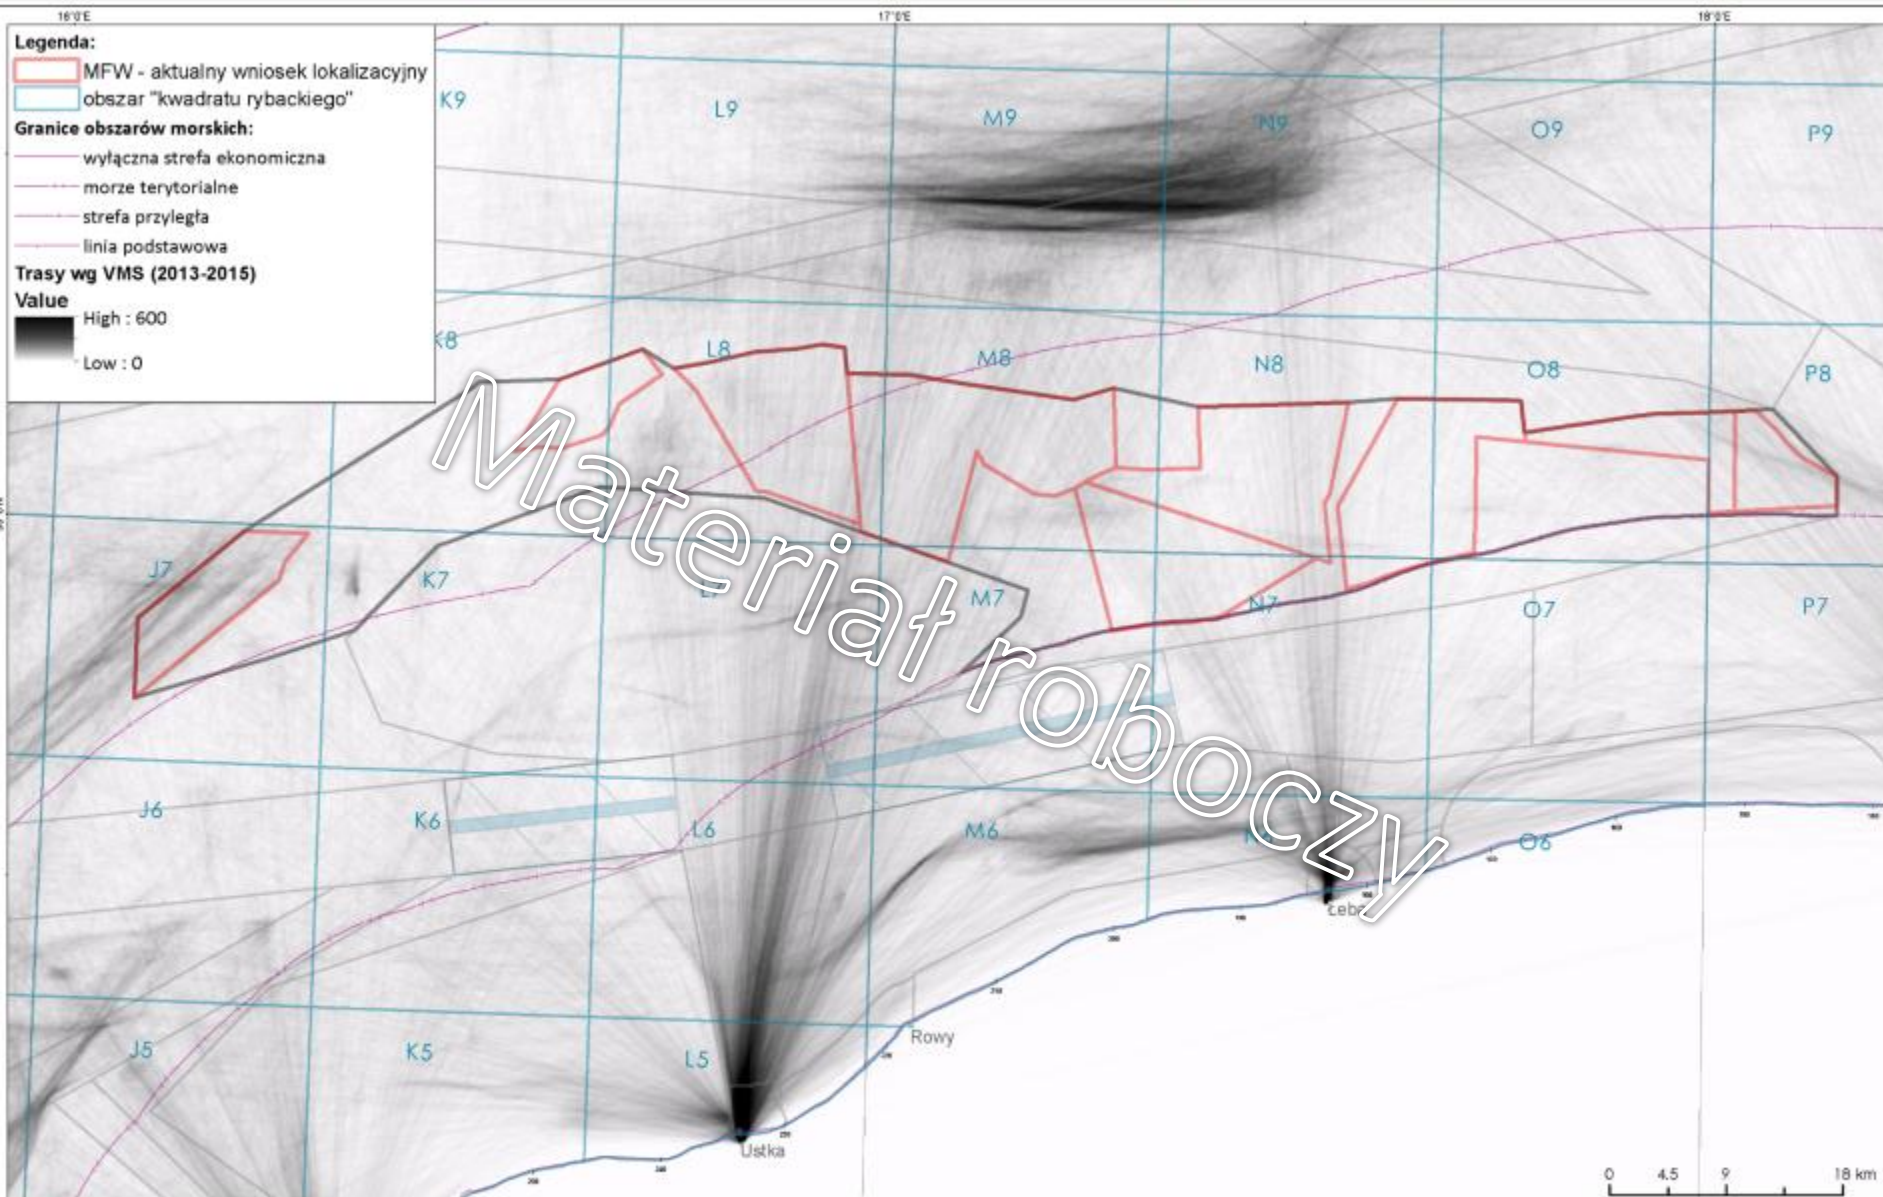 16°0'E
17°0'E
18°0'E
Legenda:
MFW - aktualny wniosek lokalizacyjny
obszar "kwadratu rybackiego"
Granice obszarów morskich:
wyłączna strefa ekonomiczna
morze terytorialne
strefa przyległa
linia podstawowa
Trasy wg VMS (2013-2015)
Value
High : 600
Low : 0
K9
L9
M9
N9
O9
P9
K8
L8
M8
N8
O8
P8
J7
K7
L7
M7
N7
O7
P7
J6
K6
L6
M6
O6
J5
K5
L5
Materiał roboczy
Łeba
Rowy
Ustka
0 4.5 9 18 km